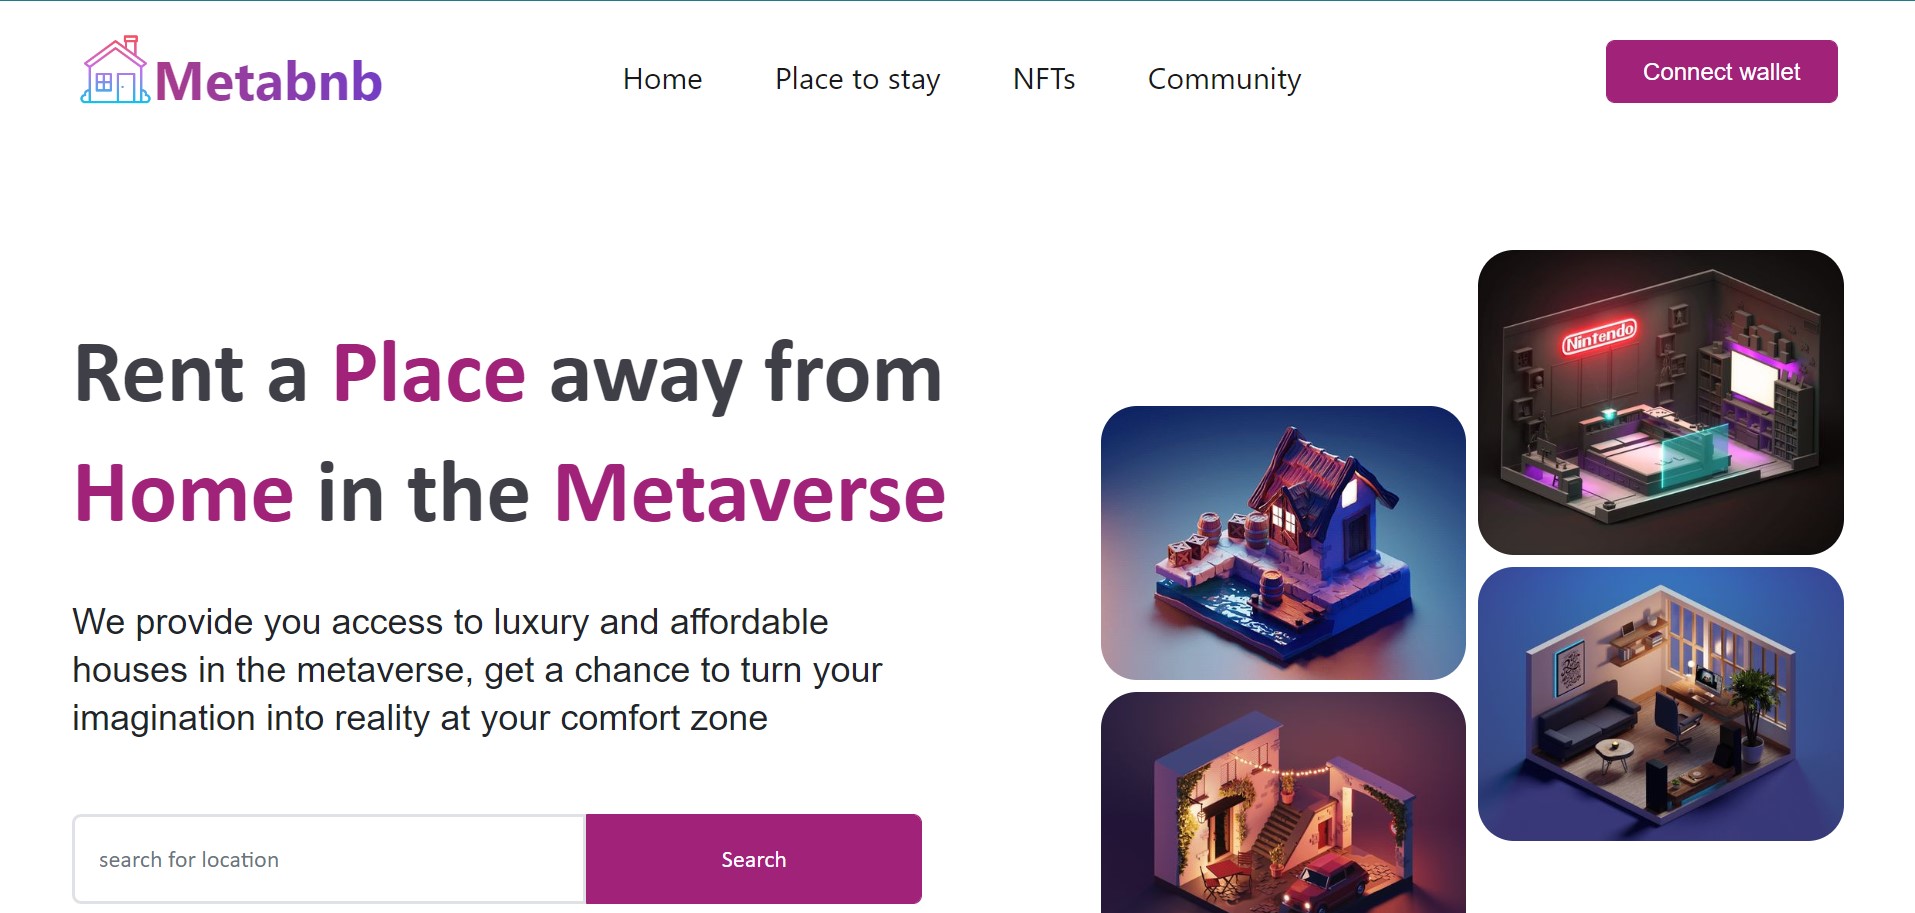 Metabnb
Home
Place to stay
NFTs
Community
Connect wallet
Rent a Place away from
Home in the Metaverse
We provide you access to luxury and affordable
houses in the metaverse, get a chance to turn your
imagination into reality at your comfort zone
search for location
Search
Nintendo